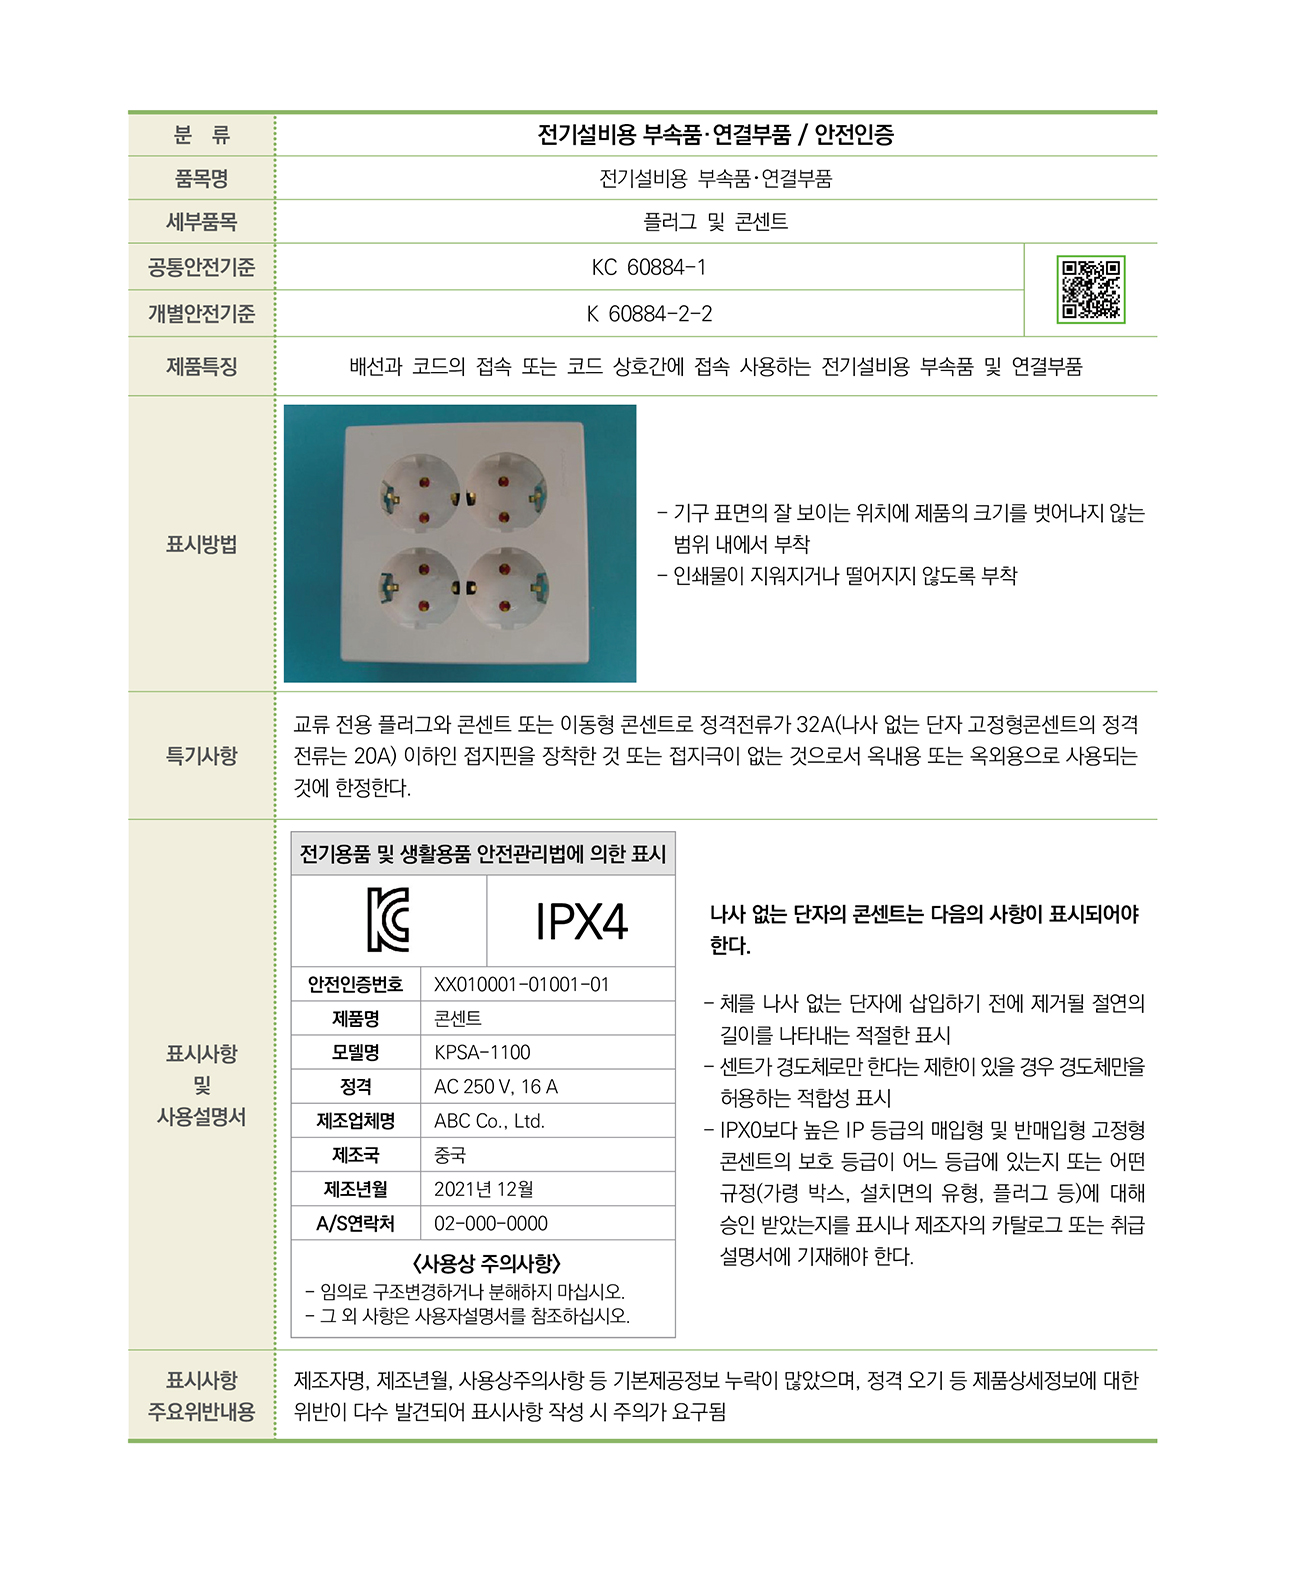 분 류
전기설비용 부속품·연결부품 / 안전인증
품목명
전기설비용 부속품·연결부품
세부품목
플러그 및 콘센트
공통안전기준
KC 60884-1
개별안전기준
K 60884-2-2
제품특징
배선과 코드의 접속 또는 코드 상호간에 접속 사용하는 전기설비용 부속품 및 연결부품
표시방법
- 기구 표면의 잘 보이는 위치에 제품의 크기를 벗어나지 않는
범위 내에서 부착
- 인쇄물이 지워지거나 떨어지지 않도록 부착
특기사항
교류 전용 플러그와 콘센트 또는 이동형 콘센트로 정격전류가 32A(나사 없는 단자 고정형콘센트의 정격
전류는 20A) 이하인 접지핀을 장착한 것 또는 접지극이 없는 것으로서 옥내용 또는 옥외용으로 사용되는
것에 한정한다.
표시사항
및
사용설명서
전기용품 및 생활용품 안전관리법에 의한 표시
KC
IPX4
안전인증번호
XX010001-01001-01
제품명
콘센트
모델명
KPSA-1100
정격
AC 250 V, 16 A
제조업체명
ABC Co., Ltd.
제조국
중국
제조년월
2021년 12월
A/S연락처
02-000-0000
〈사용상 주의사항〉
- 임의로 구조변경하거나 분해하지 마십시오.
- 그 외 사항은 사용자설명서를 참조하십시오.
나사 없는 단자의 콘센트는 다음의 사항이 표시되어야
한다.
- 체를 나사 없는 단자에 삽입하기 전에 제거될 절연의
길이를 나타내는 적절한 표시
- 센트가 경도체로만 한다는 제한이 있을 경우 경도체만을
허용하는 적합성 표시
- IPX0보다 높은 IP 등급의 매입형 및 반매입형 고정형
콘센트의 보호 등급이 어느 등급에 있는지 또는 어떤
규정(가령 박스, 설치면의 유형, 플러그 등)에 대해
승인 받았는지를 표시나 제조자의 카탈로그 또는 취급
설명서에 기재해야 한다.
표시사항
주요위반내용
제조자명, 제조년월, 사용상주의사항 등 기본제공정보 누락이 많았으며, 정격 오기 등 제품상세정보에 대한
위반이 다수 발견되어 표시사항 작성 시 주의가 요구됨